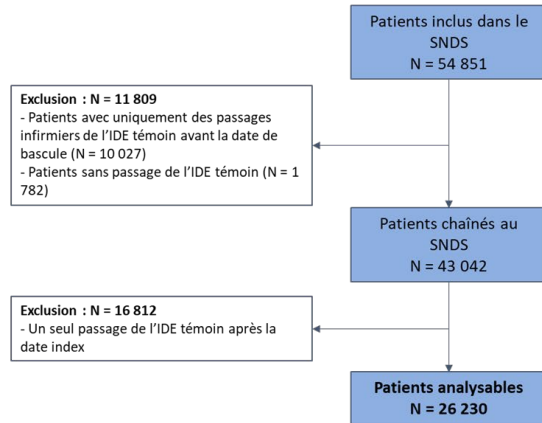 Patients inclus dans le
SNDS
N = 54 851
Exclusion : N = 11 809
- Patients avec uniquement des passages
infirmiers de l'IDE témoin avant la date de
bascule (N = 10 027)
- Patients sans passage de l'IDE témoin (N = 1
782)
Patients chaînés au
SNDS
N = 43 042
Exclusion : N = 16 812
- Un seul passage de l'IDE témoin après la
date index
Patients analysables
N = 26 230